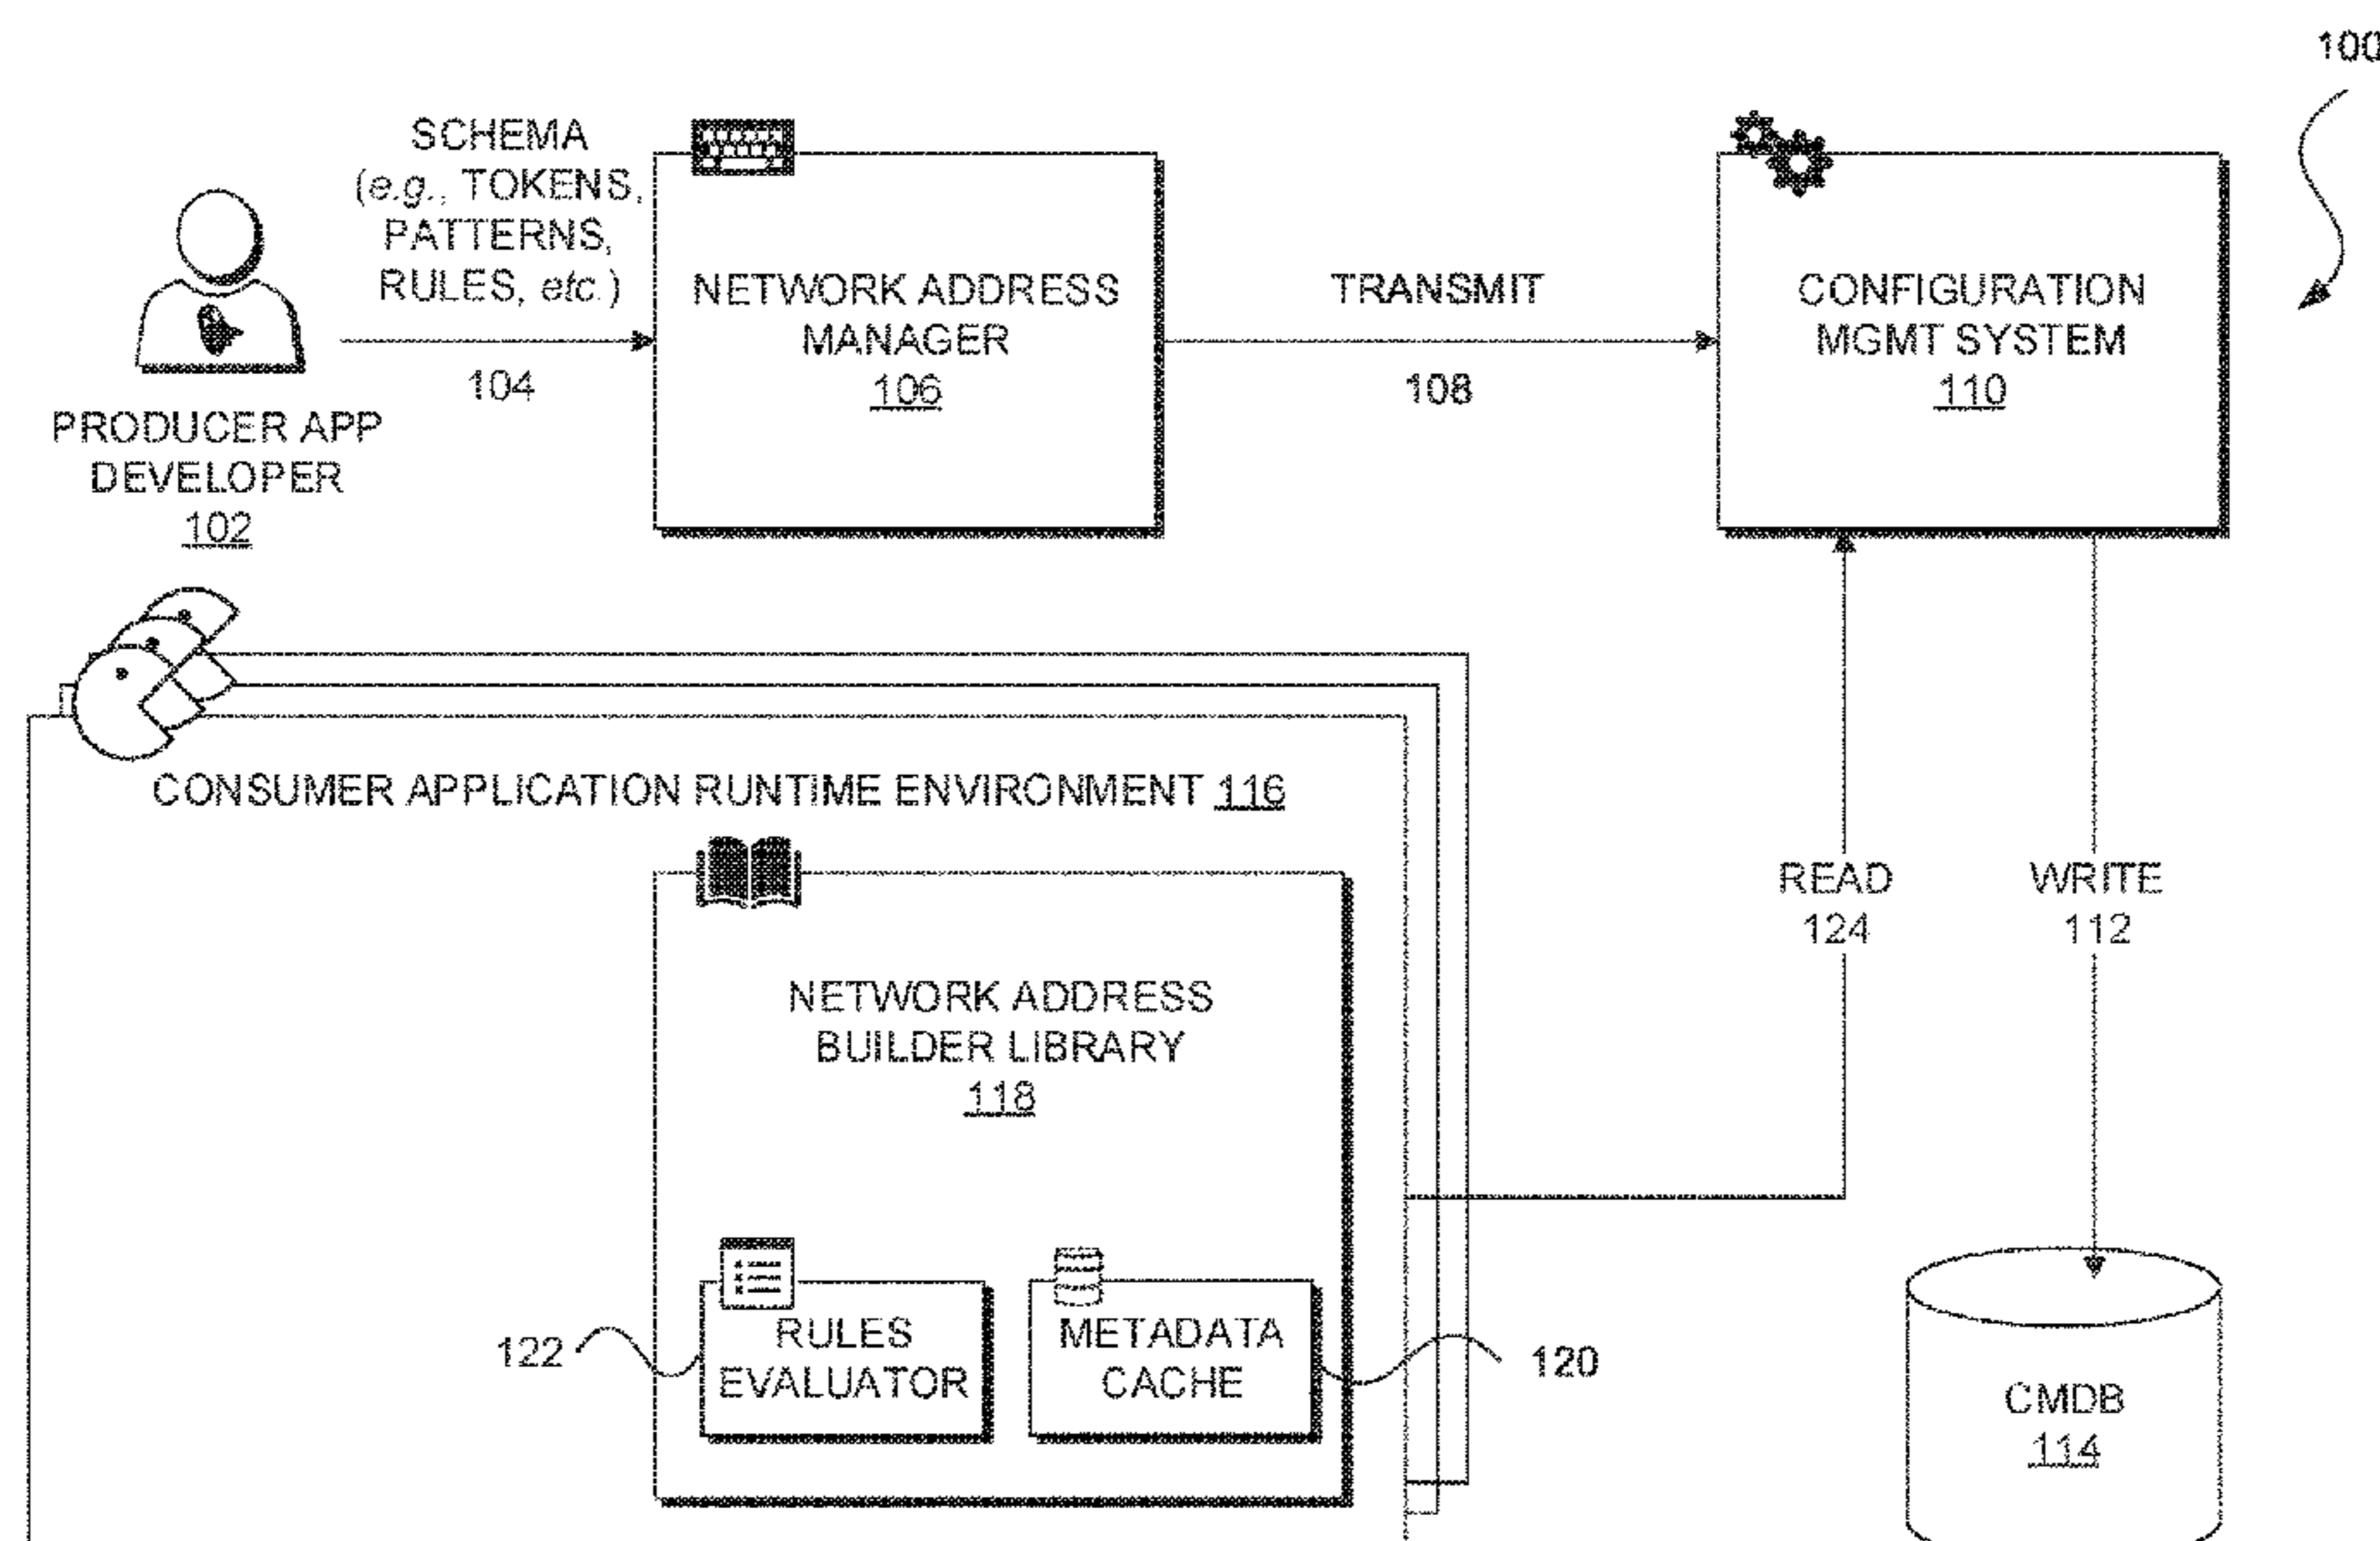 100
SCHEMA
(e.g., TOKENS,
PATTERNS,
RULES, etc.)
104
PRODUCER APP
DEVELOPER
102
NETWORK ADDRESS
MANAGER
106
TRANSMIT
108
CONFIGURATION
MGMT SYSTEM
110
CONSUMER APPLICATION RUNTIME ENVIRONMENT 116
NETWORK ADDRESS
BUILDER LIBRARY
118
READ
124
WRITE
112
122
RULES
EVALUATOR
METADATA
CACHE
120
CMDB
114